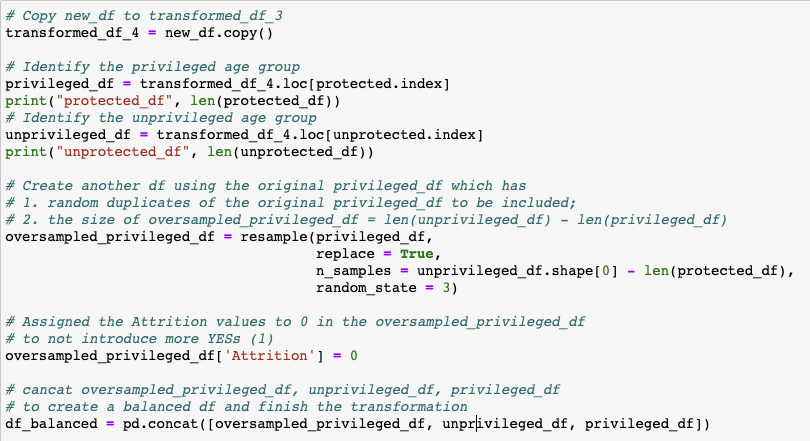 # Copy new_df to transformed_df_3
transformed_df_4 = new_df.copy()
# Identify the privileged age group
privileged_df = transformed_df_4.loc[protected.index]
print("protected_df", len(protected_df))
# Identify the unprivileged age group
unprivileged_df = transformed_df_4.loc[unprotected.index]
print("unprotected_df", len(unprotected_df))
# Create another df using the original privileged_df which has
# 1. random duplicates of the original privileged_df to be included;
# 2. the size of oversampled_privileged_df = len(unprivileged_df) - len(privileged_df)
oversampled_privileged_df = resample(privileged_df,
replace = True,
n_samples = unprivileged_df.shape[0] - len(protected_df),
random_state = 3)
# Assigned the Attrition values to 0 in the oversampled_privileged_df
# to not introduce more YESs (1)
oversampled_privileged_df['Attrition'] = 0
# cancat oversampled_privileged_df, unprivileged_df, privileged_df
# to create a balanced df and finish the transformation
df_balanced = pd.concat([oversampled_privileged_df, unprivileged_df, privileged_df])